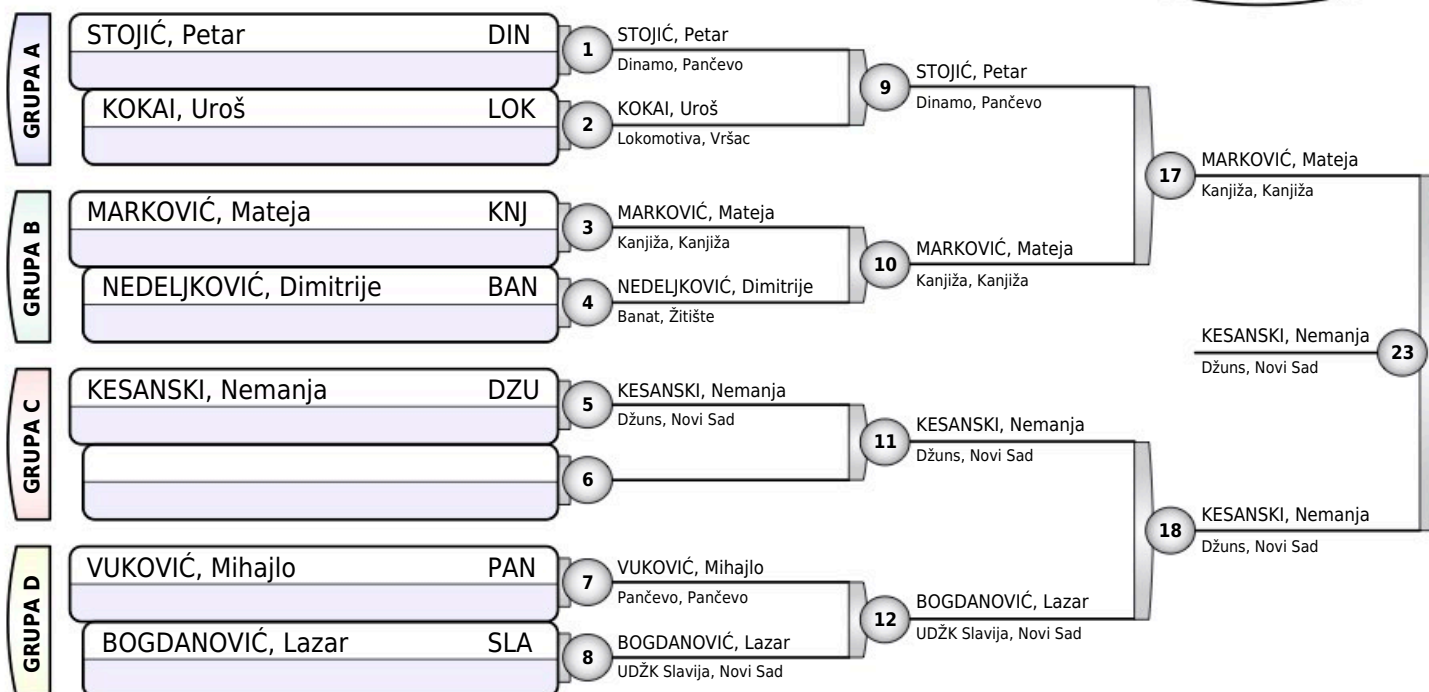 GRUPA A
STOJIĆ, Petar DIN
KOKAI, Uroš LOK
1
STOJIĆ, Petar
Dinamo, Pančevo
2
KOKAI, Uroš
Lokomotiva, Vršac
9
STOJIĆ, Petar
Dinamo, Pančevo
GRUPA B
MARKOVIĆ, Mateja KNJ
NEDELJKOVIĆ, Dimitrije BAN
3
MARKOVIĆ, Mateja
Kanjiža, Kanjiža
4
NEDELJKOVIĆ, Dimitrije
Banat, Žitište
10
MARKOVIĆ, Mateja
Kanjiža, Kanjiža
17
MARKOVIĆ, Mateja
Kanjiža, Kanjiža
GRUPA C
KESANSKI, Nemanja DZU
5
KESANSKI, Nemanja
Džuns, Novi Sad
6
11
KESANSKI, Nemanja
Džuns, Novi Sad
GRUPA D
VUKOVIĆ, Mihajlo PAN
BOGDANOVIĆ, Lazar SLA
7
VUKOVIĆ, Mihajlo
Pančevo, Pančevo
8
BOGDANOVIĆ, Lazar
UDŽK Slavija, Novi Sad
12
BOGDANOVIĆ, Lazar
UDŽK Slavija, Novi Sad
18
KESANSKI, Nemanja
Džuns, Novi Sad
KESANSKI, Nemanja
Džuns, Novi Sad
23